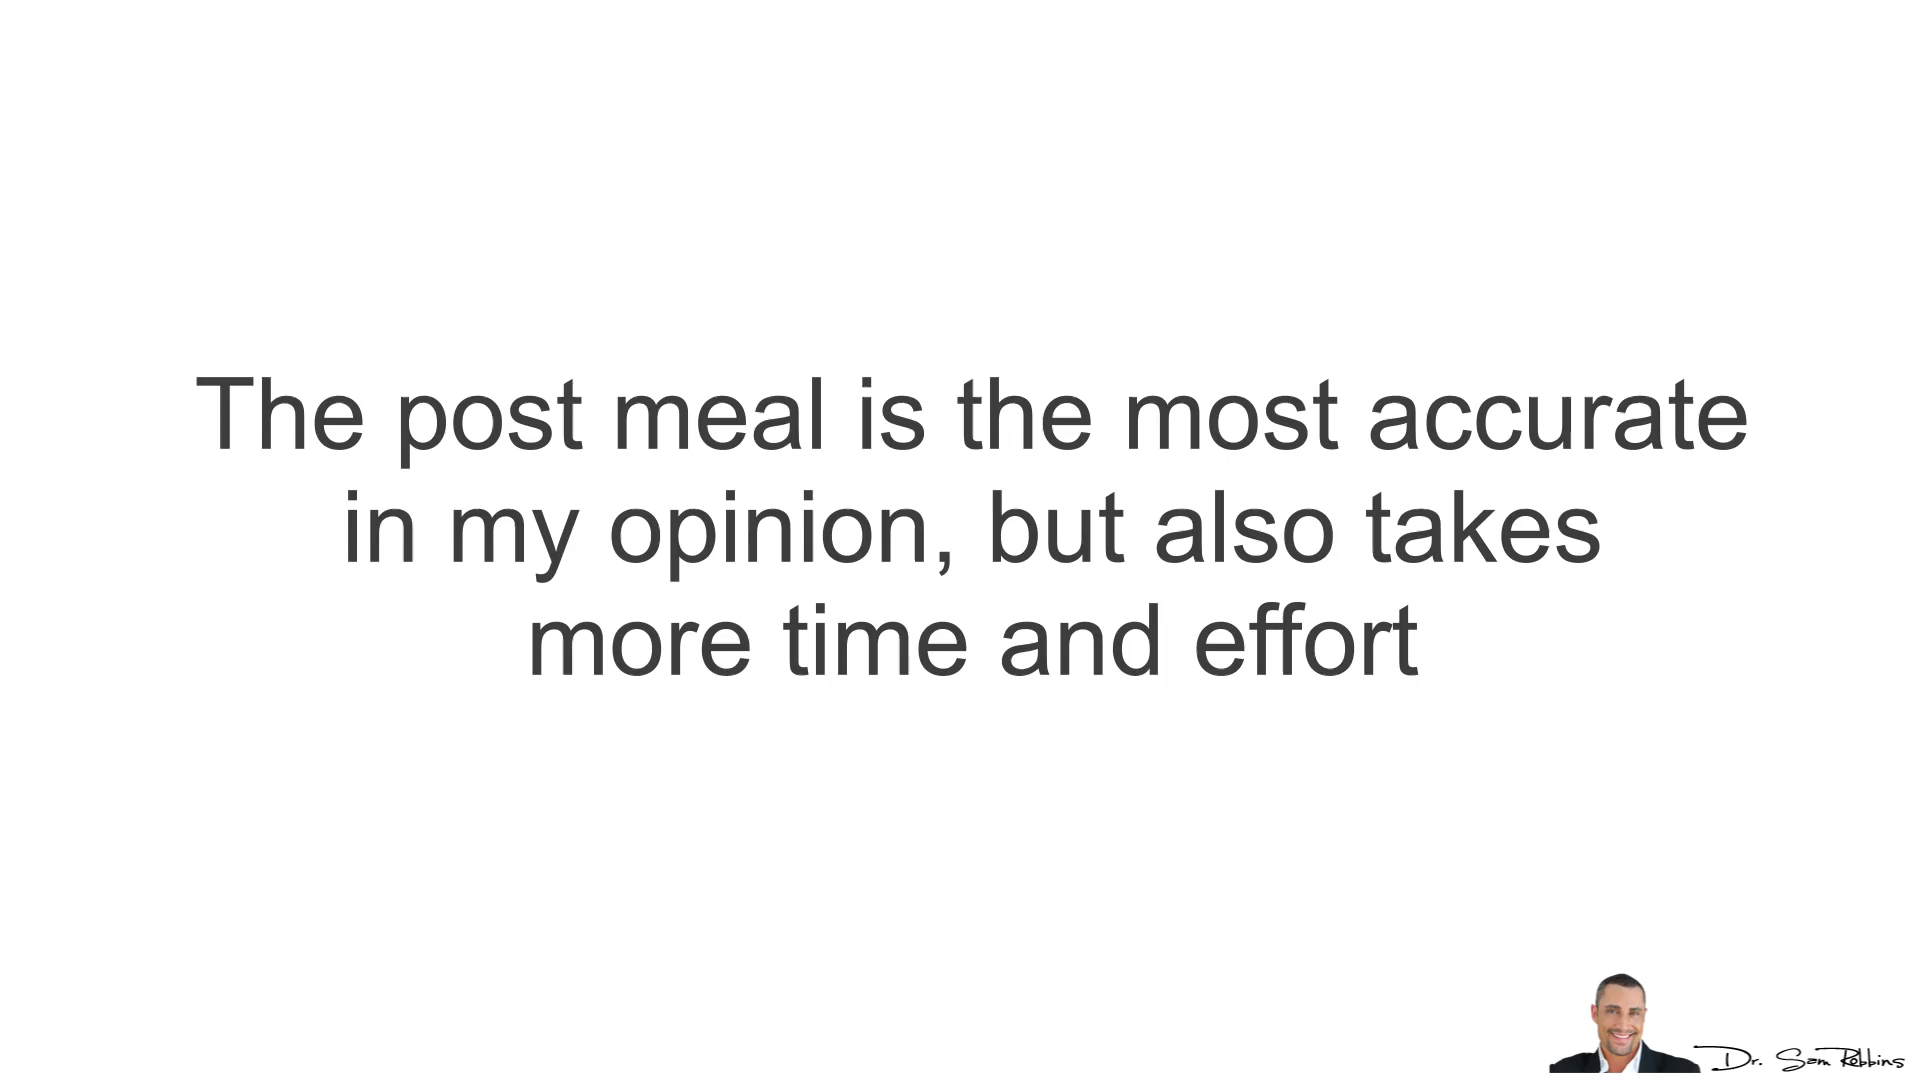 The post meal is the most accurate
in my opinion, but also takes
more time and effort
Dr. Sam Robbins